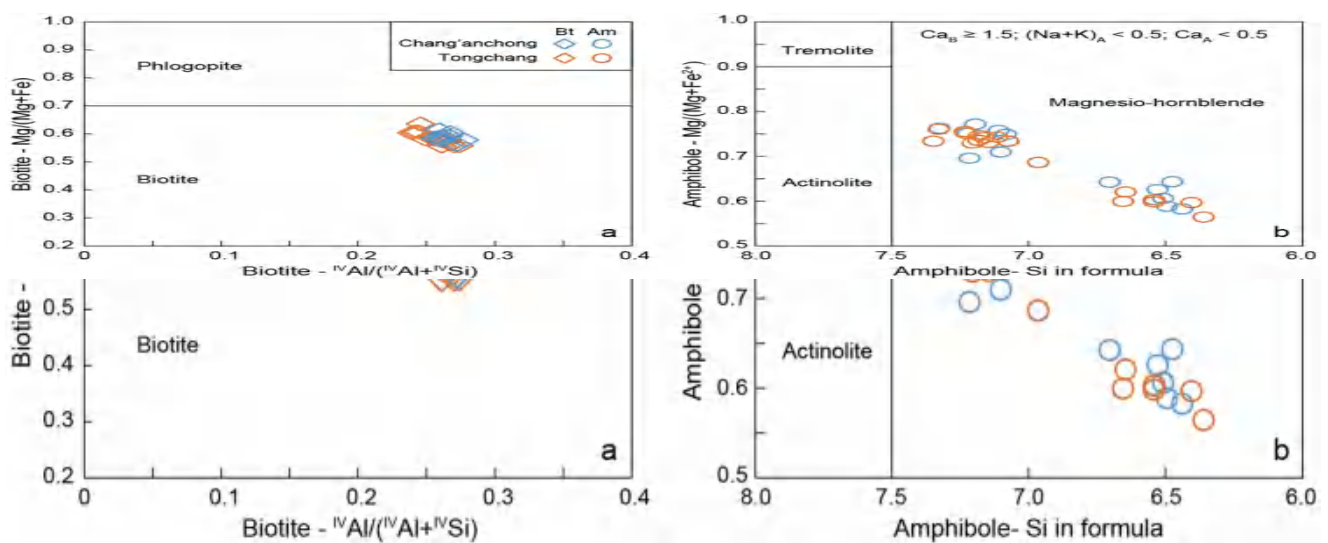 Biotite - Mg/(Mg+Fe)
1.0
0.9
0.8
0.7
0.6
0.5
0.4
0.3
0.2
Bt Am
Chang'anchong
Tongchang
Phlogopite
Biotite
a
0 0.1 0.2 0.3 0.4
Biotite - ᴵⱽAl/(ᴵⱽAl+ᴵⱽSi)
Amphibole - Mg/(Mg+Fe²⁺)
1.0
0.9
0.8
0.7
0.6
0.5
Ca_B ≥ 1.5; (Na+K)_A < 0.5; Ca_A < 0.5
Tremolite
Magnesio-hornblende
Actinolite
b
8.0 7.5 7.0 6.5 6.0
Amphibole- Si in formula
Biotite -
0.5
0.4
0.3
0.2
Biotite
a
0 0.1 0.2 0.3 0.4
Biotite - ᴵⱽAl/(ᴵⱽAl+ᴵⱽSi)
Amphibole
0.7
0.6
0.5
Actinolite
b
8.0 7.5 7.0 6.5 6.0
Amphibole- Si in formula